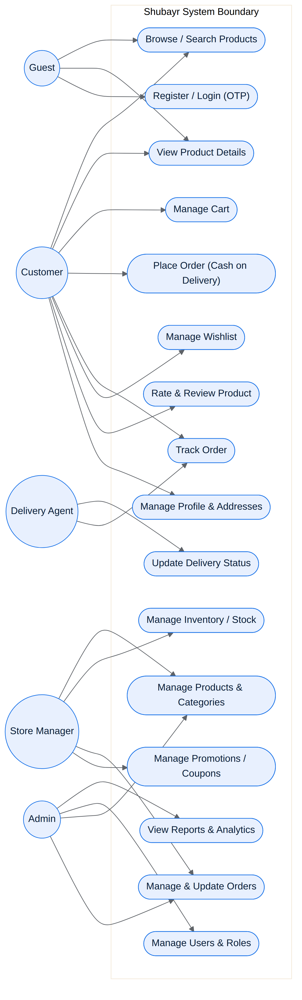 Shubayr System Boundary
Browse / Search Products
Guest
Register / Login (OTP)
View Product Details
Manage Cart
Customer
Place Order (Cash on
Delivery)
Manage Wishlist
Rate & Review Product
Track Order
Delivery Agent
Manage Profile & Addresses
Update Delivery Status
Manage Inventory / Stock
Manage Products &
Categories
Store Manager
Manage Promotions /
Coupons
Admin
View Reports & Analytics
Manage & Update Orders
Manage Users & Roles